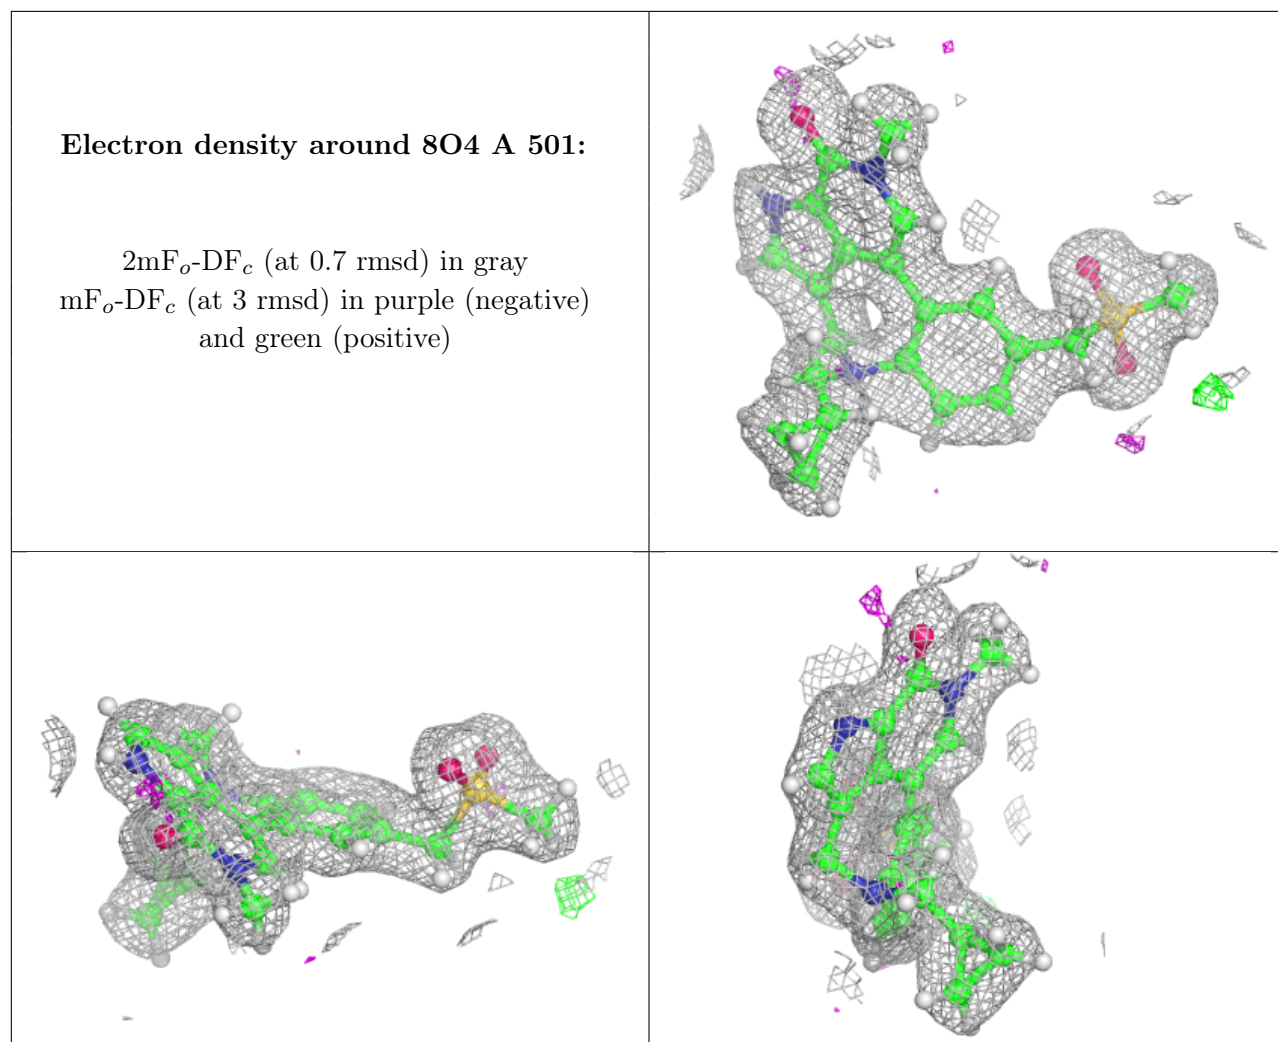 Electron density around 8O4 A 501:
2mFo-DFc (at 0.7 rmsd) in gray
mFo-DFc (at 3 rmsd) in purple (negative)
and green (positive)